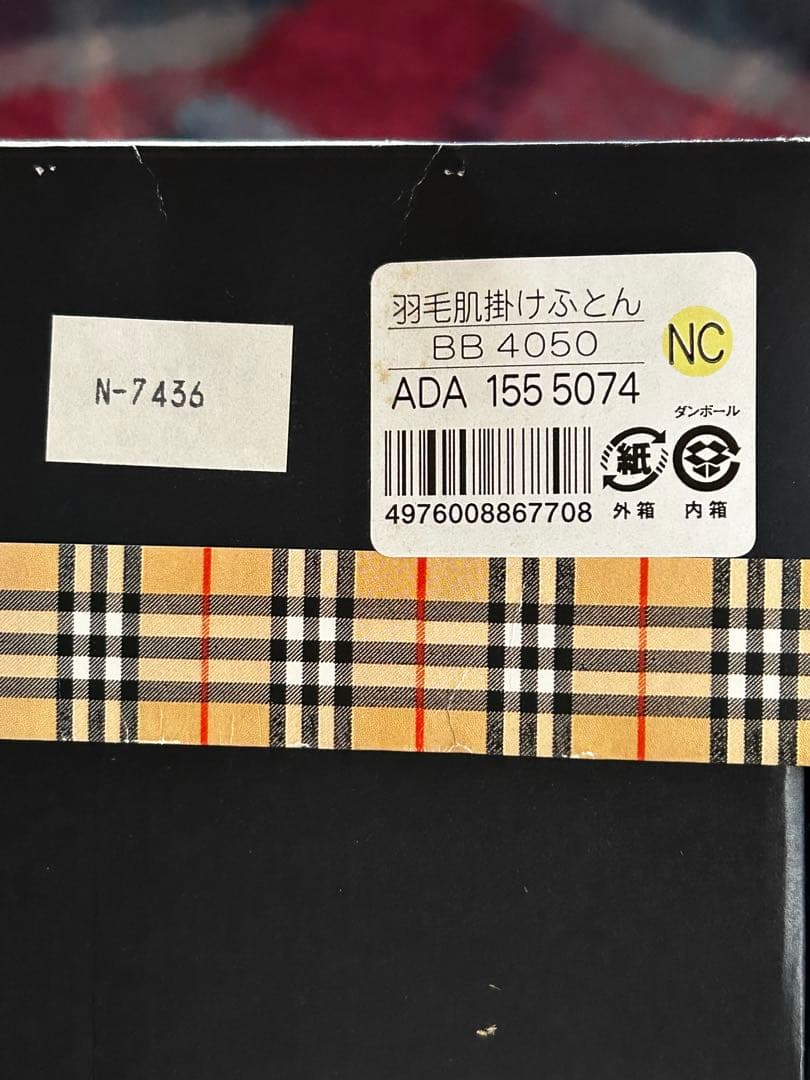 N-7436
羽毛肌掛けふとん
BB 4050
NC
ADA 155 5074
ダンボール
紙
4976008867708
外箱
内箱